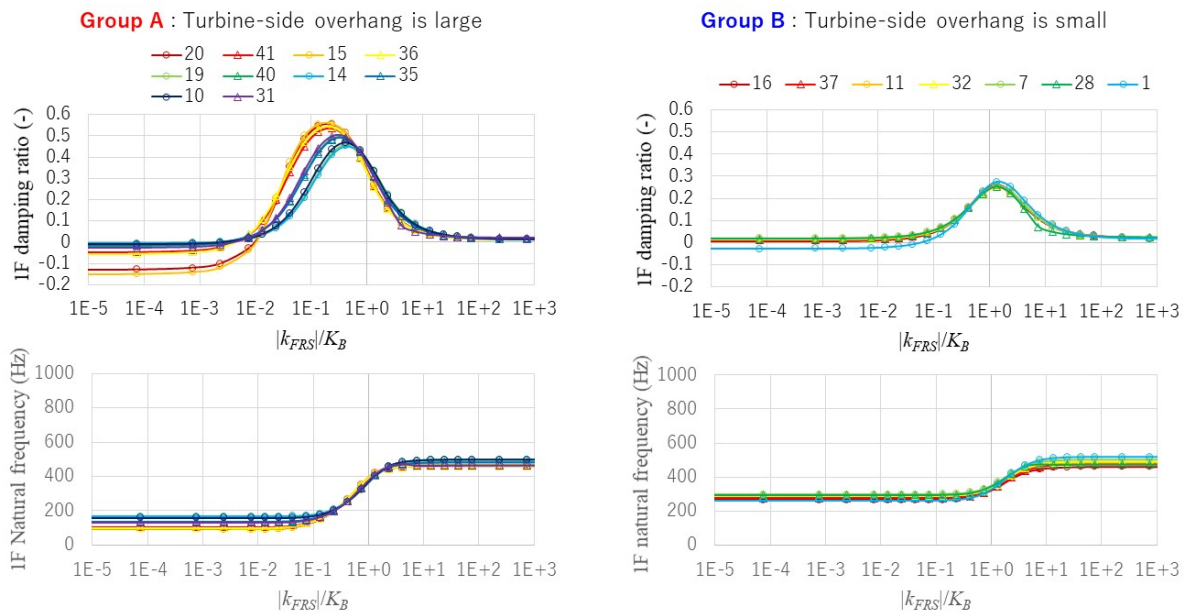 Group A : Turbine-side overhang is large
20 41 15 36
19 40 14 35
10 31
1F damping ratio (-)
0.6
0.5
0.4
0.3
0.2
0.1
0
-0.1
-0.2
1E-5 1E-4 1E-3 1E-2 1E-1 1E+0 1E+1 1E+2 1E+3
|k_FRS|/K_B
1F Natural frequency (Hz)
1000
800
600
400
200
0
1E-5 1E-4 1E-3 1E-2 1E-1 1E+0 1E+1 1E+2 1E+3
|k_FRS|/K_B
Group B : Turbine-side overhang is small
16 37 11 32 7 28 1
1F damping ratio (-)
0.6
0.5
0.4
0.3
0.2
0.1
0
-0.1
-0.2
1E-5 1E-4 1E-3 1E-2 1E-1 1E+0 1E+1 1E+2 1E+3
|k_FRS|/K_B
1F natural frequency (Hz)
1000
800
600
400
200
0
1E-5 1E-4 1E-3 1E-2 1E-1 1E+0 1E+1 1E+2 1E+3
|k_FRS|/K_B